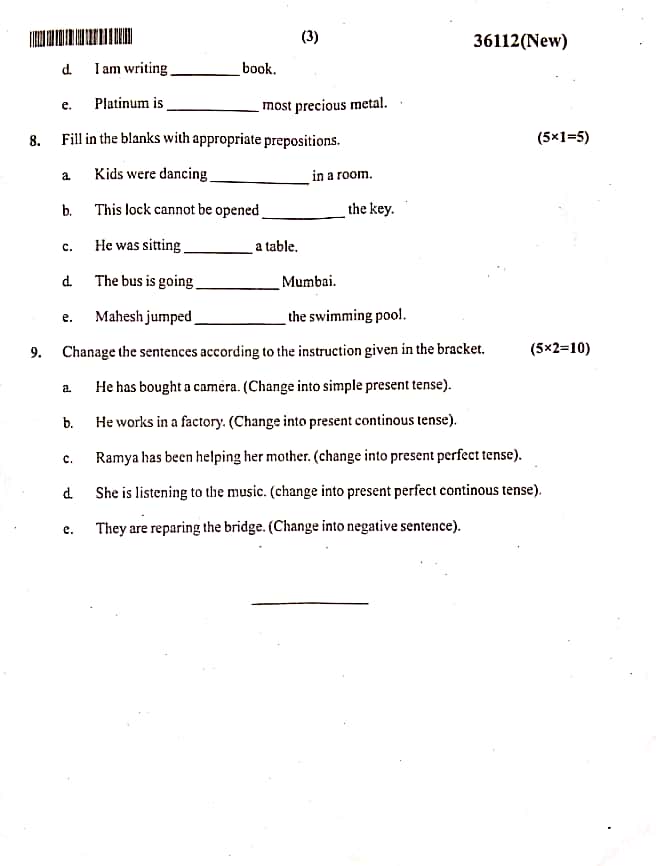 (3)
36112(New)
d. I am writing ________ book.
e. Platinum is ________ most precious metal.
8. Fill in the blanks with appropriate prepositions. (5×1=5)
a. Kids were dancing ________ in a room.
b. This lock cannot be opened ________ the key.
c. He was sitting ________ a table.
d. The bus is going ________ Mumbai.
e. Mahesh jumped ________ the swimming pool.
9. Chanage the sentences according to the instruction given in the bracket. (5×2=10)
a. He has bought a camera. (Change into simple present tense).
b. He works in a factory. (Change into present continous tense).
c. Ramya has been helping her mother. (change into present perfect tense).
d. She is listening to the music. (change into present perfect continous tense).
e. They are reparing the bridge. (Change into negative sentence).